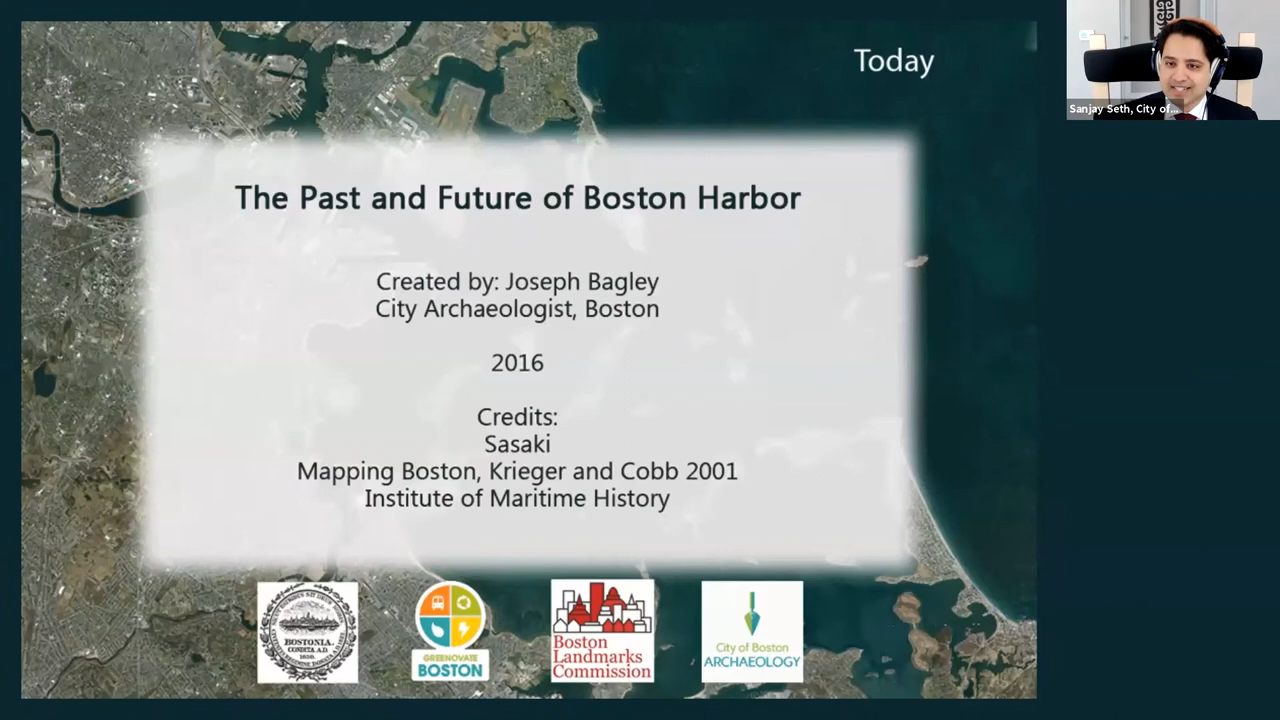 Today
Sanjay Seth, City of...
The Past and Future of Boston Harbor
Created by: Joseph Bagley
City Archaeologist, Boston
2016
Credits:
Sasaki
Mapping Boston, Krieger and Cobb 2001
Institute of Maritime History
BOSTONIA.
CONDITA A.D.
1630.
GREENOVATE
BOSTON
Boston
Landmarks
Commission
City of Boston
ARCHAEOLOGY